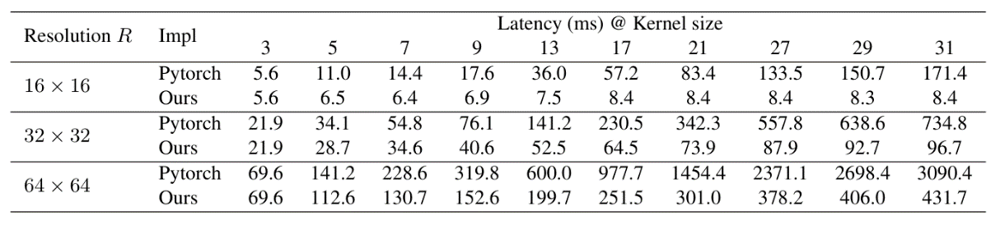 Resolution R Impl Latency (ms) @ Kernel size
3 5 7 9 13 17 21 27 29 31
16 × 16 Pytorch 5.6 11.0 14.4 17.6 36.0 57.2 83.4 133.5 150.7 171.4
Ours 5.6 6.5 6.4 6.9 7.5 8.4 8.4 8.4 8.3 8.4
32 × 32 Pytorch 21.9 34.1 54.8 76.1 141.2 230.5 342.3 557.8 638.6 734.8
Ours 21.9 28.7 34.6 40.6 52.5 64.5 73.9 87.9 92.7 96.7
64 × 64 Pytorch 69.6 141.2 228.6 319.8 600.0 977.7 1454.4 2371.1 2698.4 3090.4
Ours 69.6 112.6 130.7 152.6 199.7 251.5 301.0 378.2 406.0 431.7